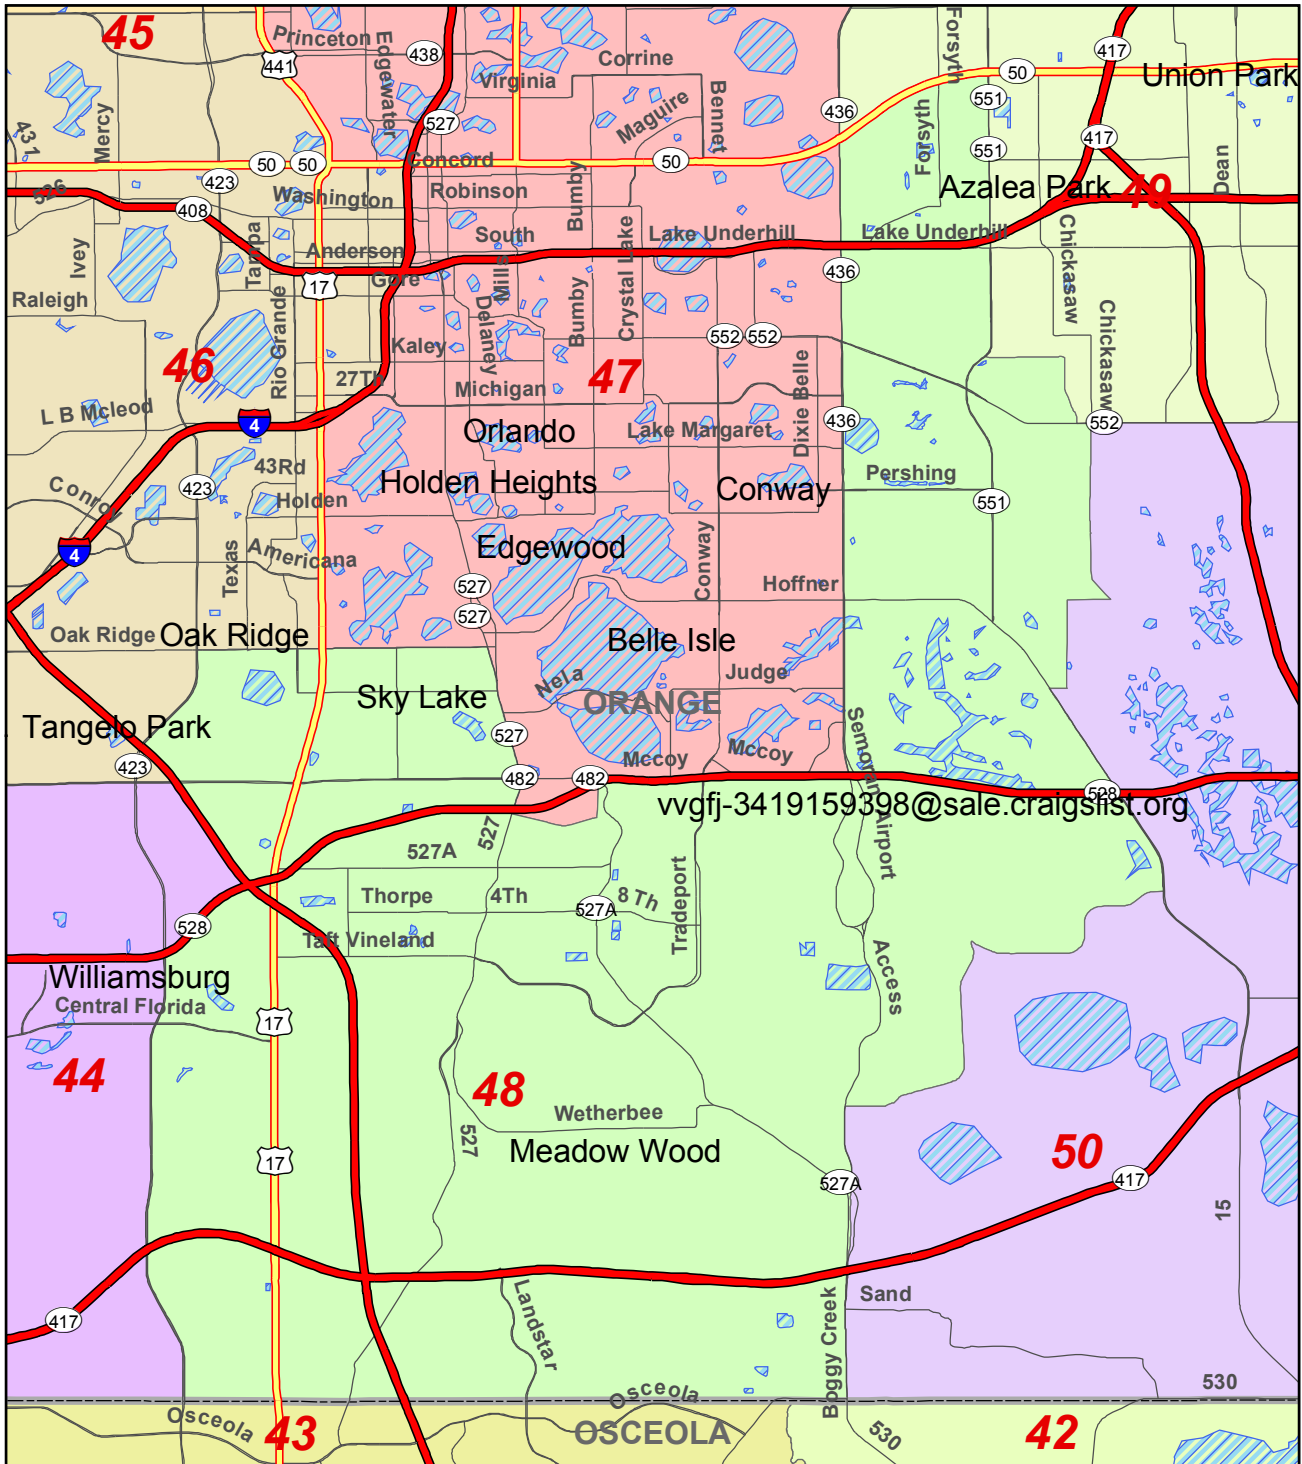 45
Princeton
Edgewater
438
Corrine
Forsyth
417
441
Virginia
50
Union Park
Mercy
Maguire
Bennet
436
551
431
527
Forsyth
417
551
Concord
50
50
50
Dean
526
423
Washington
Robinson
Bumby
Azalea Park
49
408
Tampa
Anderson
South
Crystal Lake
Lake Underhill
Lake Underhill
Chickasaw
Ivey
Gore
Mills
436
17
Raleigh
Rio Grande
Delaney
Bumby
552
552
Chickasaw
Kaley
46
27Th
Michigan
47
Dixie Belle
L B Mcleod
4
Orlando
Lake Margaret
436
552
43Rd
Pershing
423
Holden Heights
Conway
Conroy
Holden
551
4
Texas
Americana
Edgewood
Conway
527
Hoffner
527
Oak Ridge
Oak Ridge
Belle Isle
Judge
Nela
Sky Lake
ORANGE
Tangelo Park
527
Semoran
Mccoy
Mccoy
423
482
482
528
vvgfj-3419159398@sale.craigslist.org
527
Airport
527A
Thorpe
4Th
8 Th
Tradeport
527A
528
Taft Vineland
Access
Williamsburg
Central Florida
17
44
48
Wetherbee
527
Meadow Wood
50
17
527A
417
15
Landstar
Boggy Creek
Sand
417
Osceola
530
Osceola
43
OSCEOLA
530
42